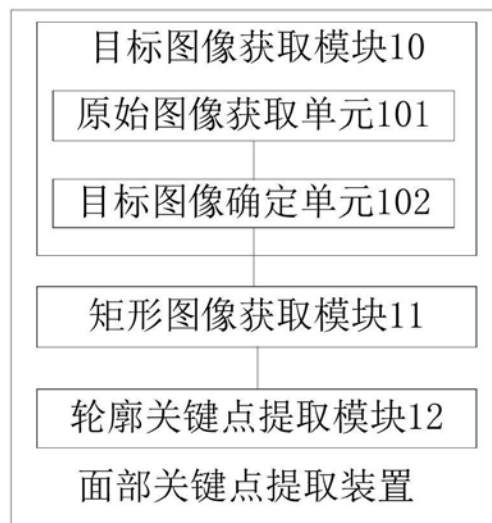 目标图像获取模块10
原始图像获取单元101
目标图像确定单元102
矩形图像获取模块11
轮廓关键点提取模块12
面部关键点提取装置